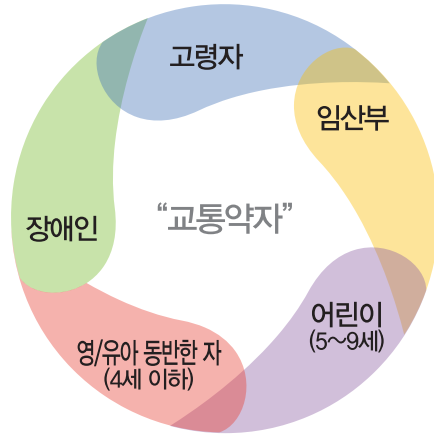 고령자
임산부
“교통약자”
장애인
어린이
(5~9세)
영/유아 동반한 자
(4세 이하)